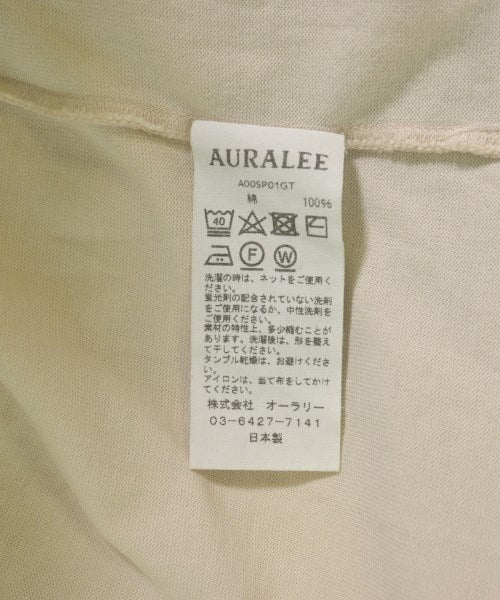 AURALEE
A00SP01GT
綿 100%
40
F W
洗濯の時は、ネットをご使用く
ださい。
蛍光剤の配合されていない洗剤
をご使用になるか、中性洗剤をご
使用ください。
素材の特性上、多少縮むことが
あります。洗濯後は、形を整え
て干してください。
タンブル乾燥は、お避けくださ
い。
アイロンは、当て布をしてかけ
てください。
株式会社 オーラリー
03-6427-7141
日本製